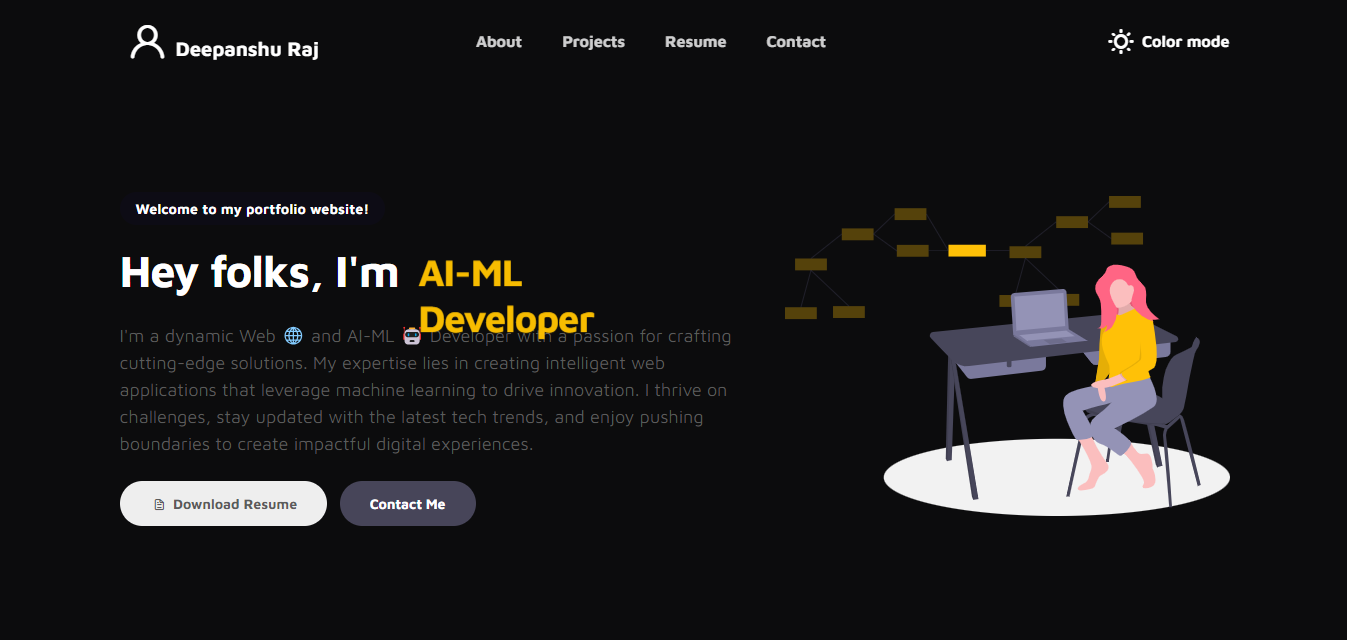 Deepanshu Raj
About
Projects
Resume
Contact
Color mode
Welcome to my portfolio website!
Hey folks, I'm AI-ML
Developer
I'm a dynamic Web 🌐 and AI-ML 🤖 Developer with a passion for crafting
cutting-edge solutions. My expertise lies in creating intelligent web
applications that leverage machine learning to drive innovation. I thrive on
challenges, stay updated with the latest tech trends, and enjoy pushing
boundaries to create impactful digital experiences.
Download Resume
Contact Me